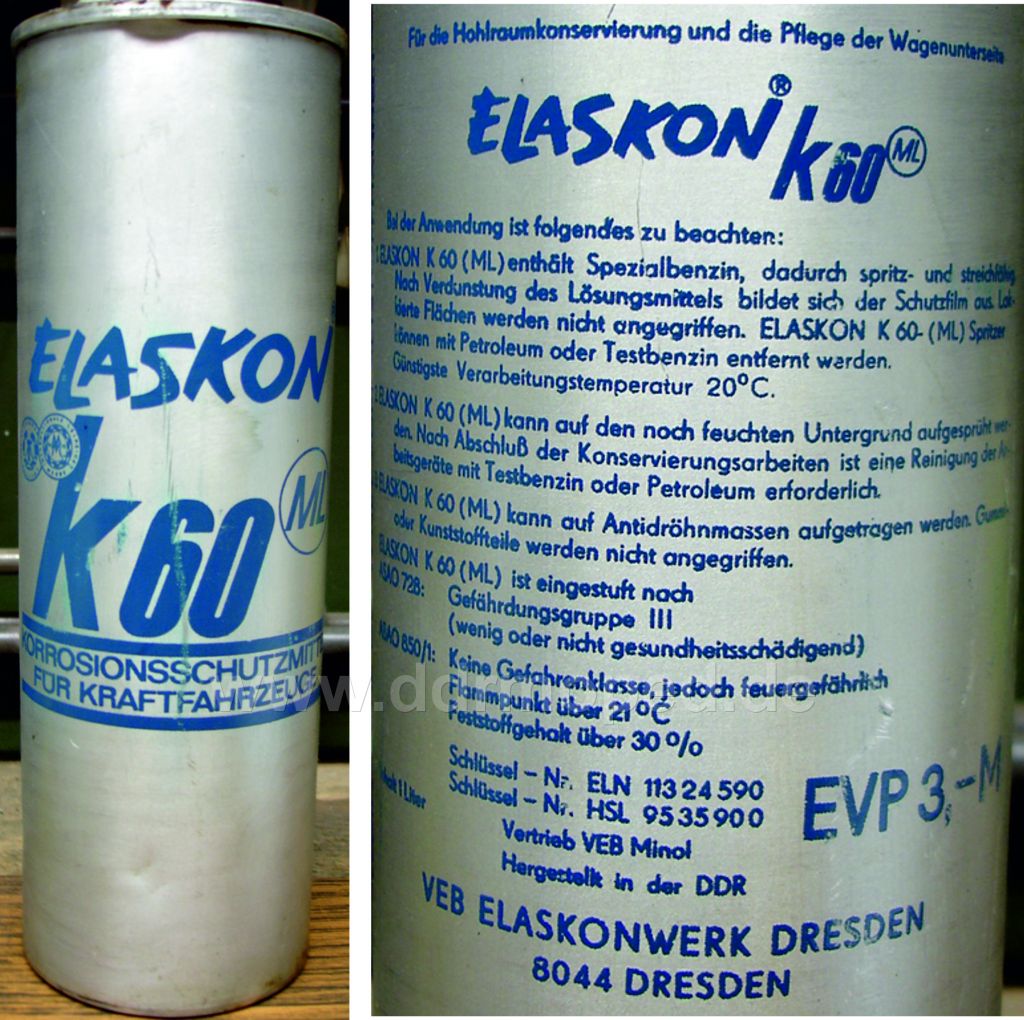 ELASKON
K60 ML
KORROSIONSSCHUTZMITTEL
FÜR KRAFTFAHRZEUGE
Für die Hohlraumkonservierung und die Pflege der Wagenunterseite
ELASKON® K60 ML
Bei der Anwendung ist folgendes zu beachten:
ELASKON K 60 (ML) enthält Spezialbenzin, dadurch spritz- und streichfähig.
Nach Verdunstung des Lösungsmittels bildet sich der Schutzfilm aus. Lak-
kierte Flächen werden nicht angegriffen. ELASKON K 60- (ML) Spritzer
können mit Petroleum oder Testbenzin entfernt werden.
Günstigste Verarbeitungstemperatur 20°C.
ELASKON K 60 (ML) kann auf den noch feuchten Untergrund aufgesprüht wer-
den. Nach Abschluß der Konservierungsarbeiten ist eine Reinigung der Ar-
beitsgeräte mit Testbenzin oder Petroleum erforderlich.
ELASKON K 60 (ML) kann auf Antidröhnmassen aufgetragen werden. Gummi-
oder Kunststoffteile werden nicht angegriffen.
ELASKON K 60 (ML) ist eingestuft nach
ASAO 728: Gefährdungsgruppe III
(wenig oder nicht gesundheitsschädigend)
ASAO 850/1: Keine Gefahrenklasse, jedoch feuergefährlich
Flammpunkt über 21°C
Feststoffgehalt über 30 %
Schlüssel - Nr. ELN 113 24 590
Schlüssel - Nr. HSL 95 35 900
Inhalt 1 Liter
EVP 3,-M
Vertrieb VEB Minol
Hergestellt in der DDR
VEB ELASKONWERK DRESDEN
8044 DRESDEN